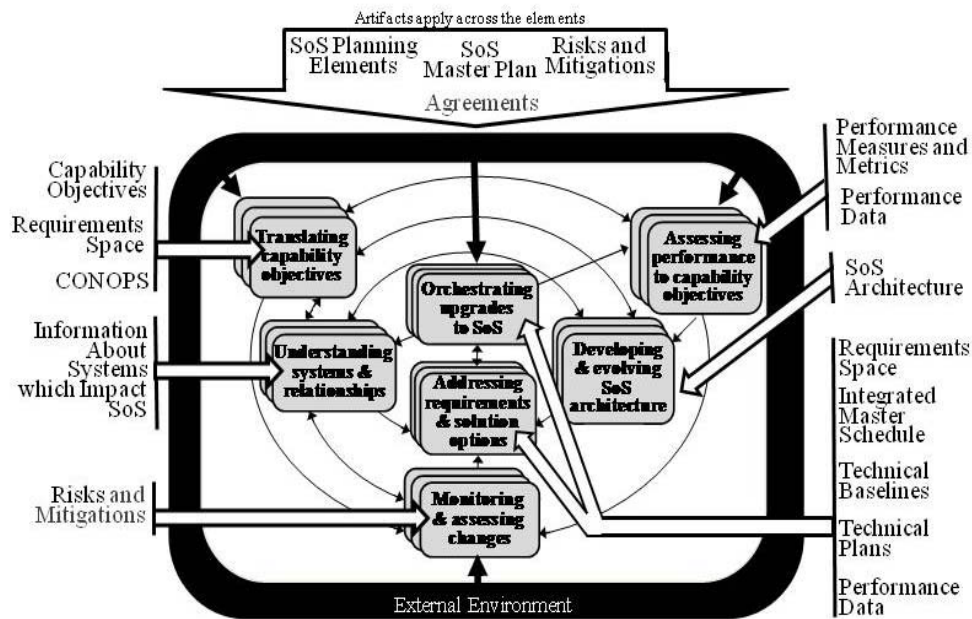 Artifacts apply across the elements
SoS Planning
Elements
SoS
Master Plan
Risks and
Mitigations
Agreements
Capability
Objectives
Requirements
Space
CONOPS
Information
About
Systems
which Impact
SoS
Risks and
Mitigations
Translating
capability
objectives
Understanding
systems &
relationships
Orchestrating
upgrades
to SoS
Addressing
requirements
& solution
options
Monitoring
& assessing
changes
Assessing
performance
to capability
objectives
Developing
& evolving
SoS
architecture
External Environment
Performance
Measures and
Metrics
Performance
Data
SoS
Architecture
Requirements
Space
Integrated
Master
Schedule
Technical
Baselines
Technical
Plans
Performance
Data